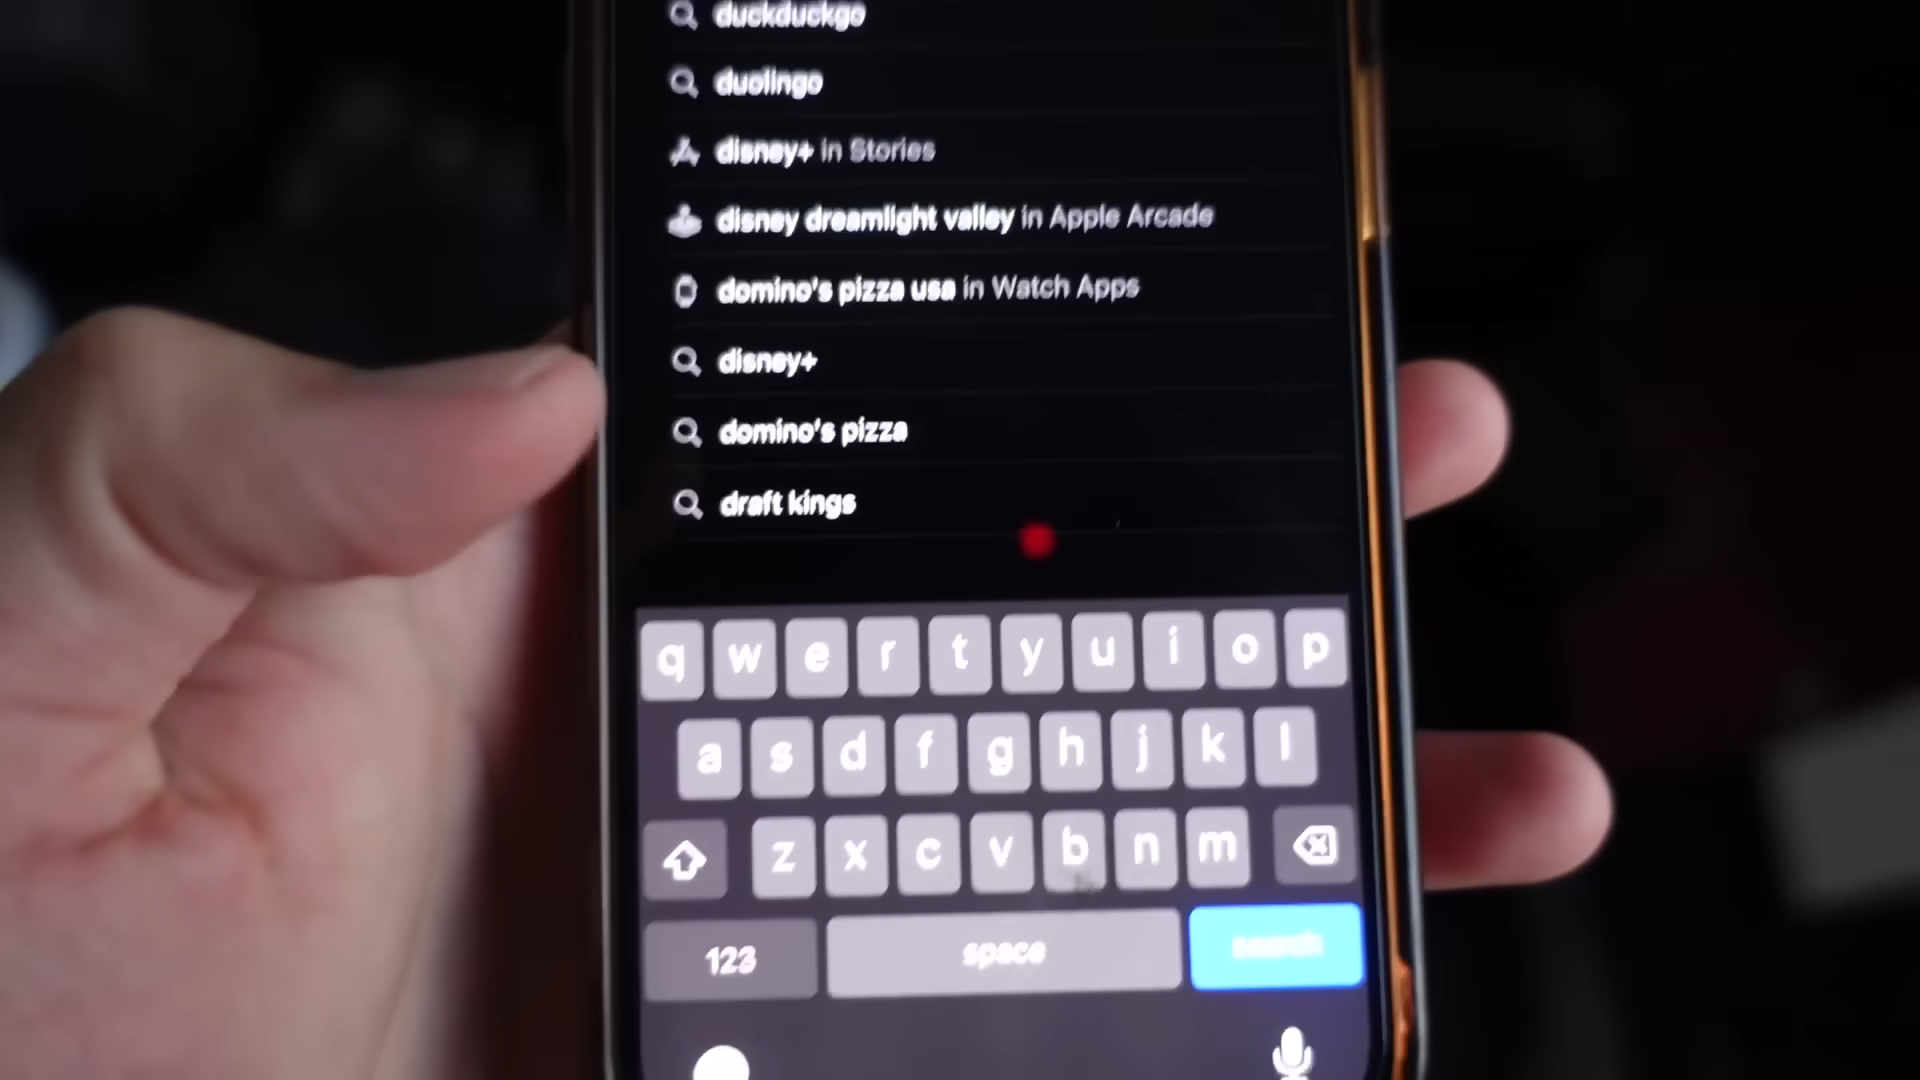 duckduckgo
duolingo
disney+ in Stories
disney dreamlight valley in Apple Arcade
domino's pizza usa in Watch Apps
disney+
domino's pizza
draft kings
q w e r t y u i o p
a s d f g h j k l
z x c v b n m
123 space search